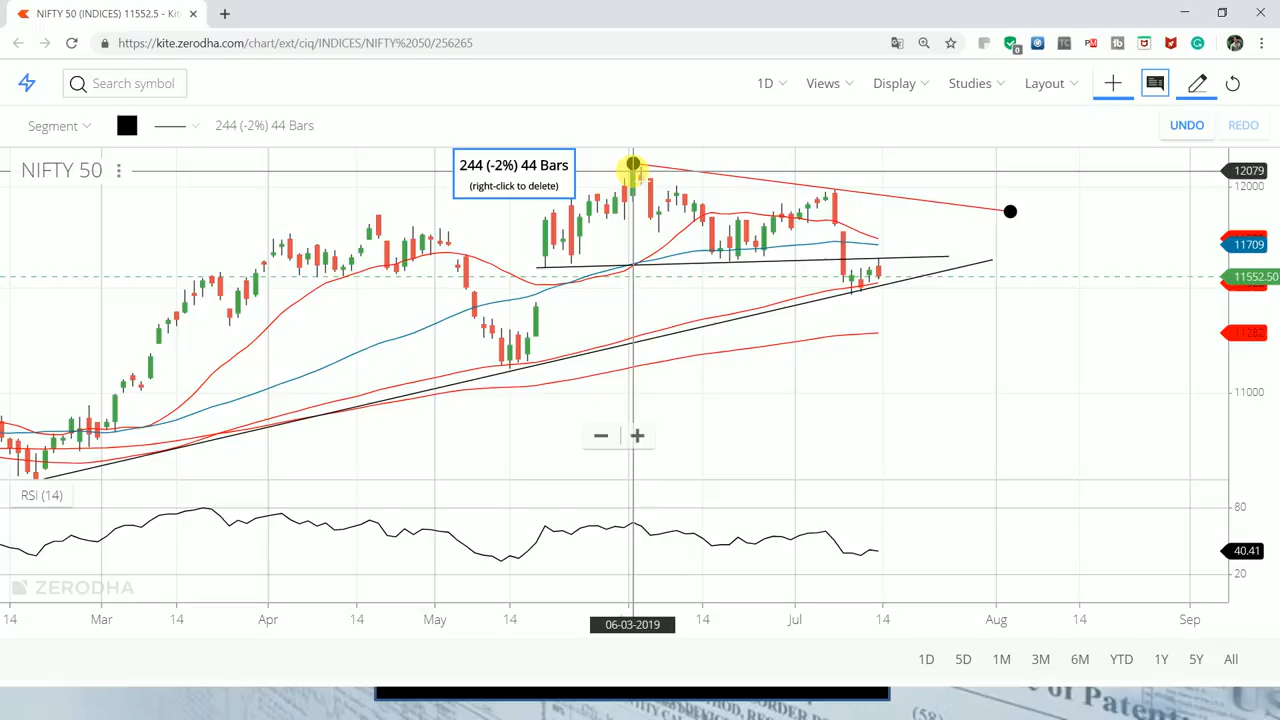 NIFTY 50 (INDICES) 11552.5 - Kit
https://kite.zerodha.com/chart/ext/ciq/INDICES/NIFTY%2050/256265
Search symbol
1D Views Display Studies Layout
Segment 244 (-2%) 44 Bars UNDO REDO
NIFTY 50
244 (-2%) 44 Bars
(right-click to delete)
12079
12000
11709
11552.50
11282
11000
RSI (14)
80
40.41
20
ZERODHA
14 Mar 14 Apr 14 May 14 14 Jul 14 Aug 14 Sep
06-03-2019
1D 5D 1M 3M 6M YTD 1Y 5Y All
of Patent
(58)